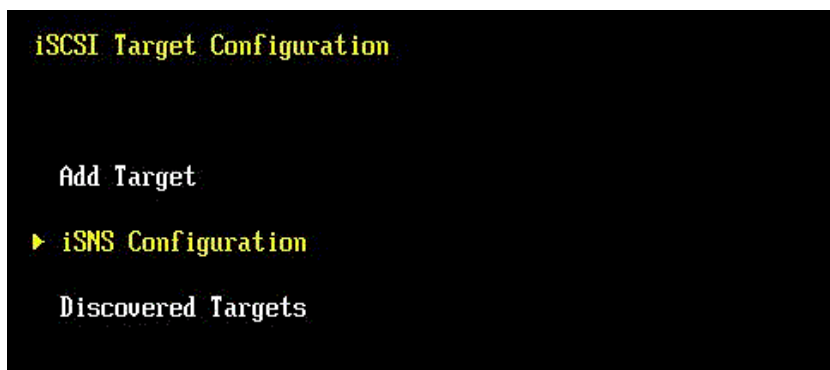 iSCSI Target Configuration
Add Target
iSNS Configuration
Discovered Targets